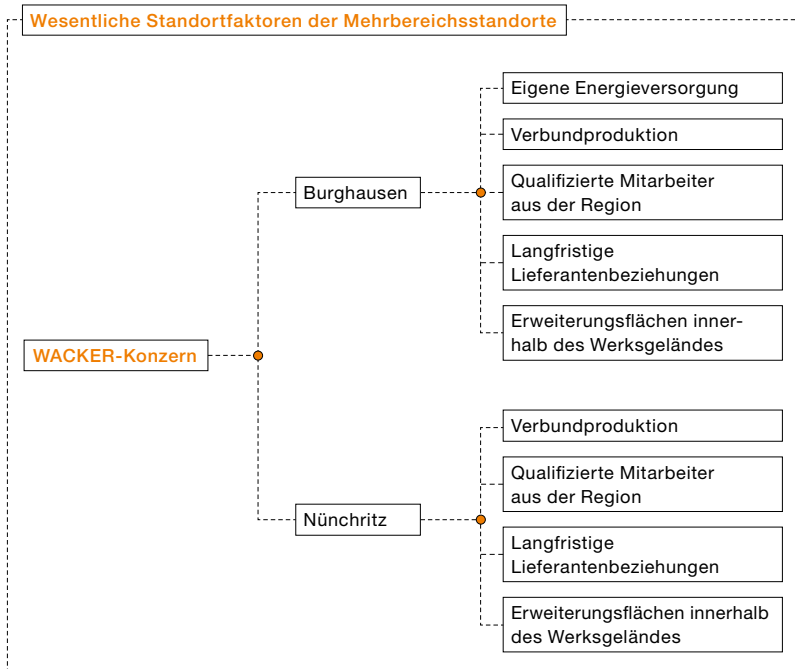 Wesentliche Standortfaktoren der Mehrbereichsstandorte
WACKER-Konzern
Burghausen
Eigene Energieversorgung
Verbundproduktion
Qualifizierte Mitarbeiter
aus der Region
Langfristige
Lieferantenbeziehungen
Erweiterungsflächen inner-
halb des Werksgeländes
Nünchritz
Verbundproduktion
Qualifizierte Mitarbeiter
aus der Region
Langfristige
Lieferantenbeziehungen
Erweiterungsflächen innerhalb
des Werksgeländes